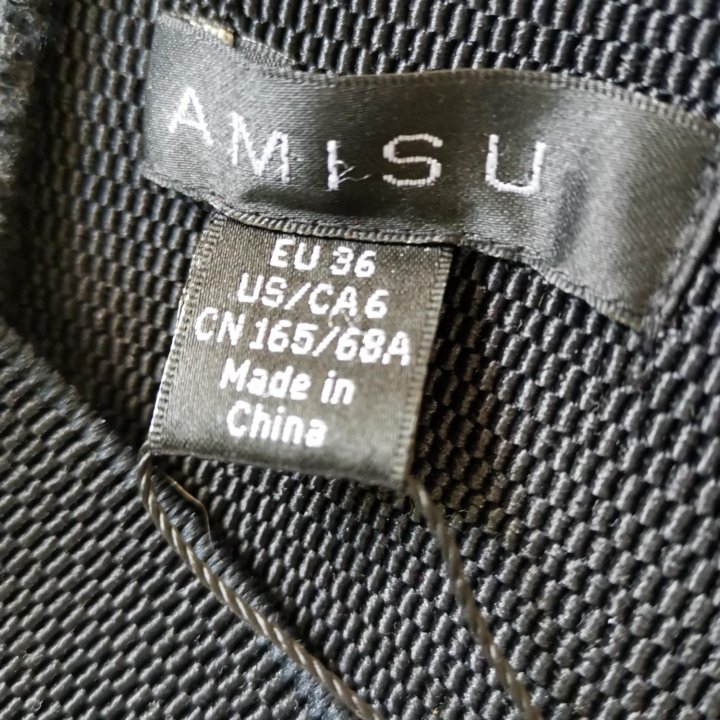 AMISU
EU 36
US/CA 6
CN 165/68A
Made in
China